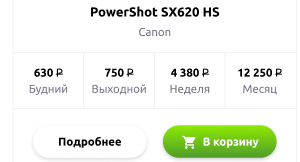 PowerShot SX620 HS
Canon
630 ₽ 750 ₽ 4 380 ₽ 12 250 ₽
Будний Выходной Неделя Месяц
Подробнее В корзину